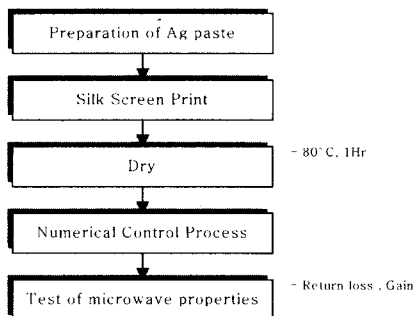 Preparation of Ag paste
Silk Screen Print
Dry
- 80°C, 1Hr
Numerical Control Process
Test of microwave properties
- Return loss , Gain